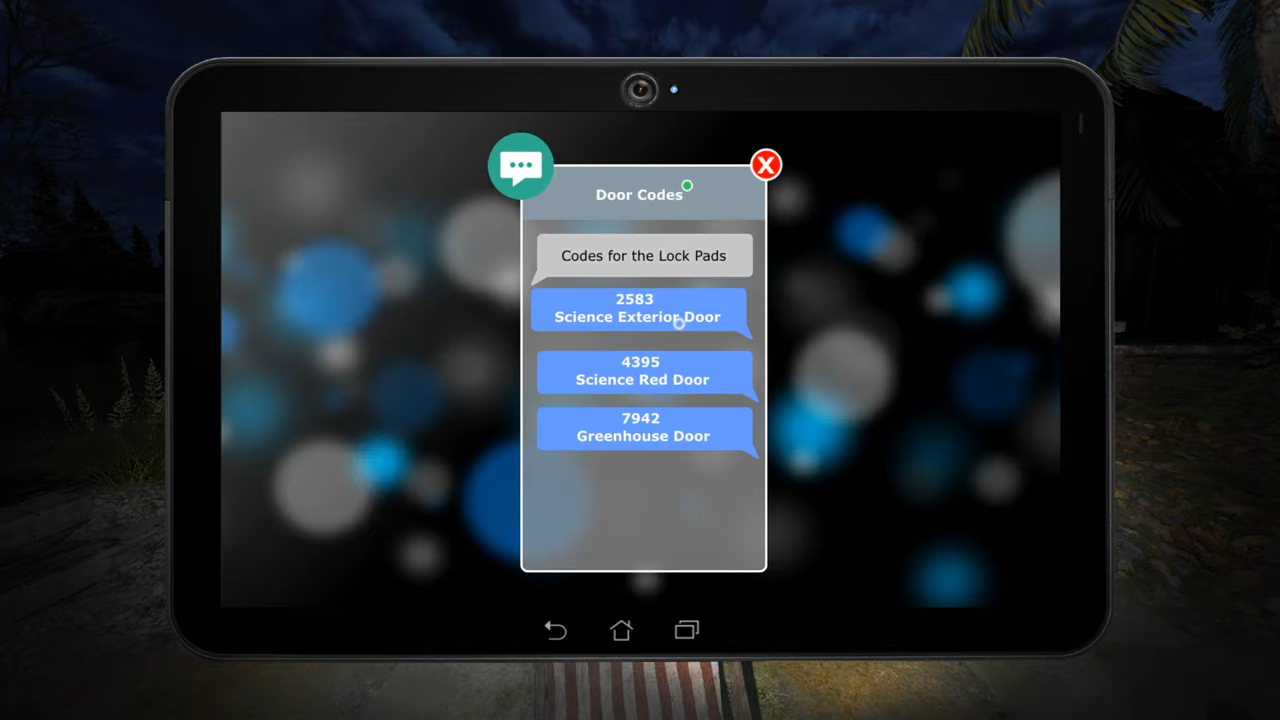 Door Codes
Codes for the Lock Pads
2583
Science Exterior Door
4395
Science Red Door
7942
Greenhouse Door